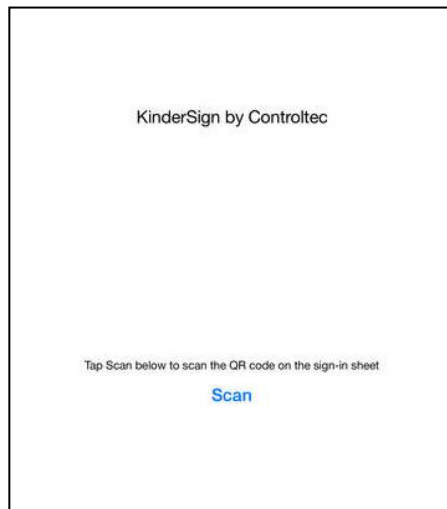 KinderSign by Controltec
Tap Scan below to scan the QR code on the sign-in sheet
Scan